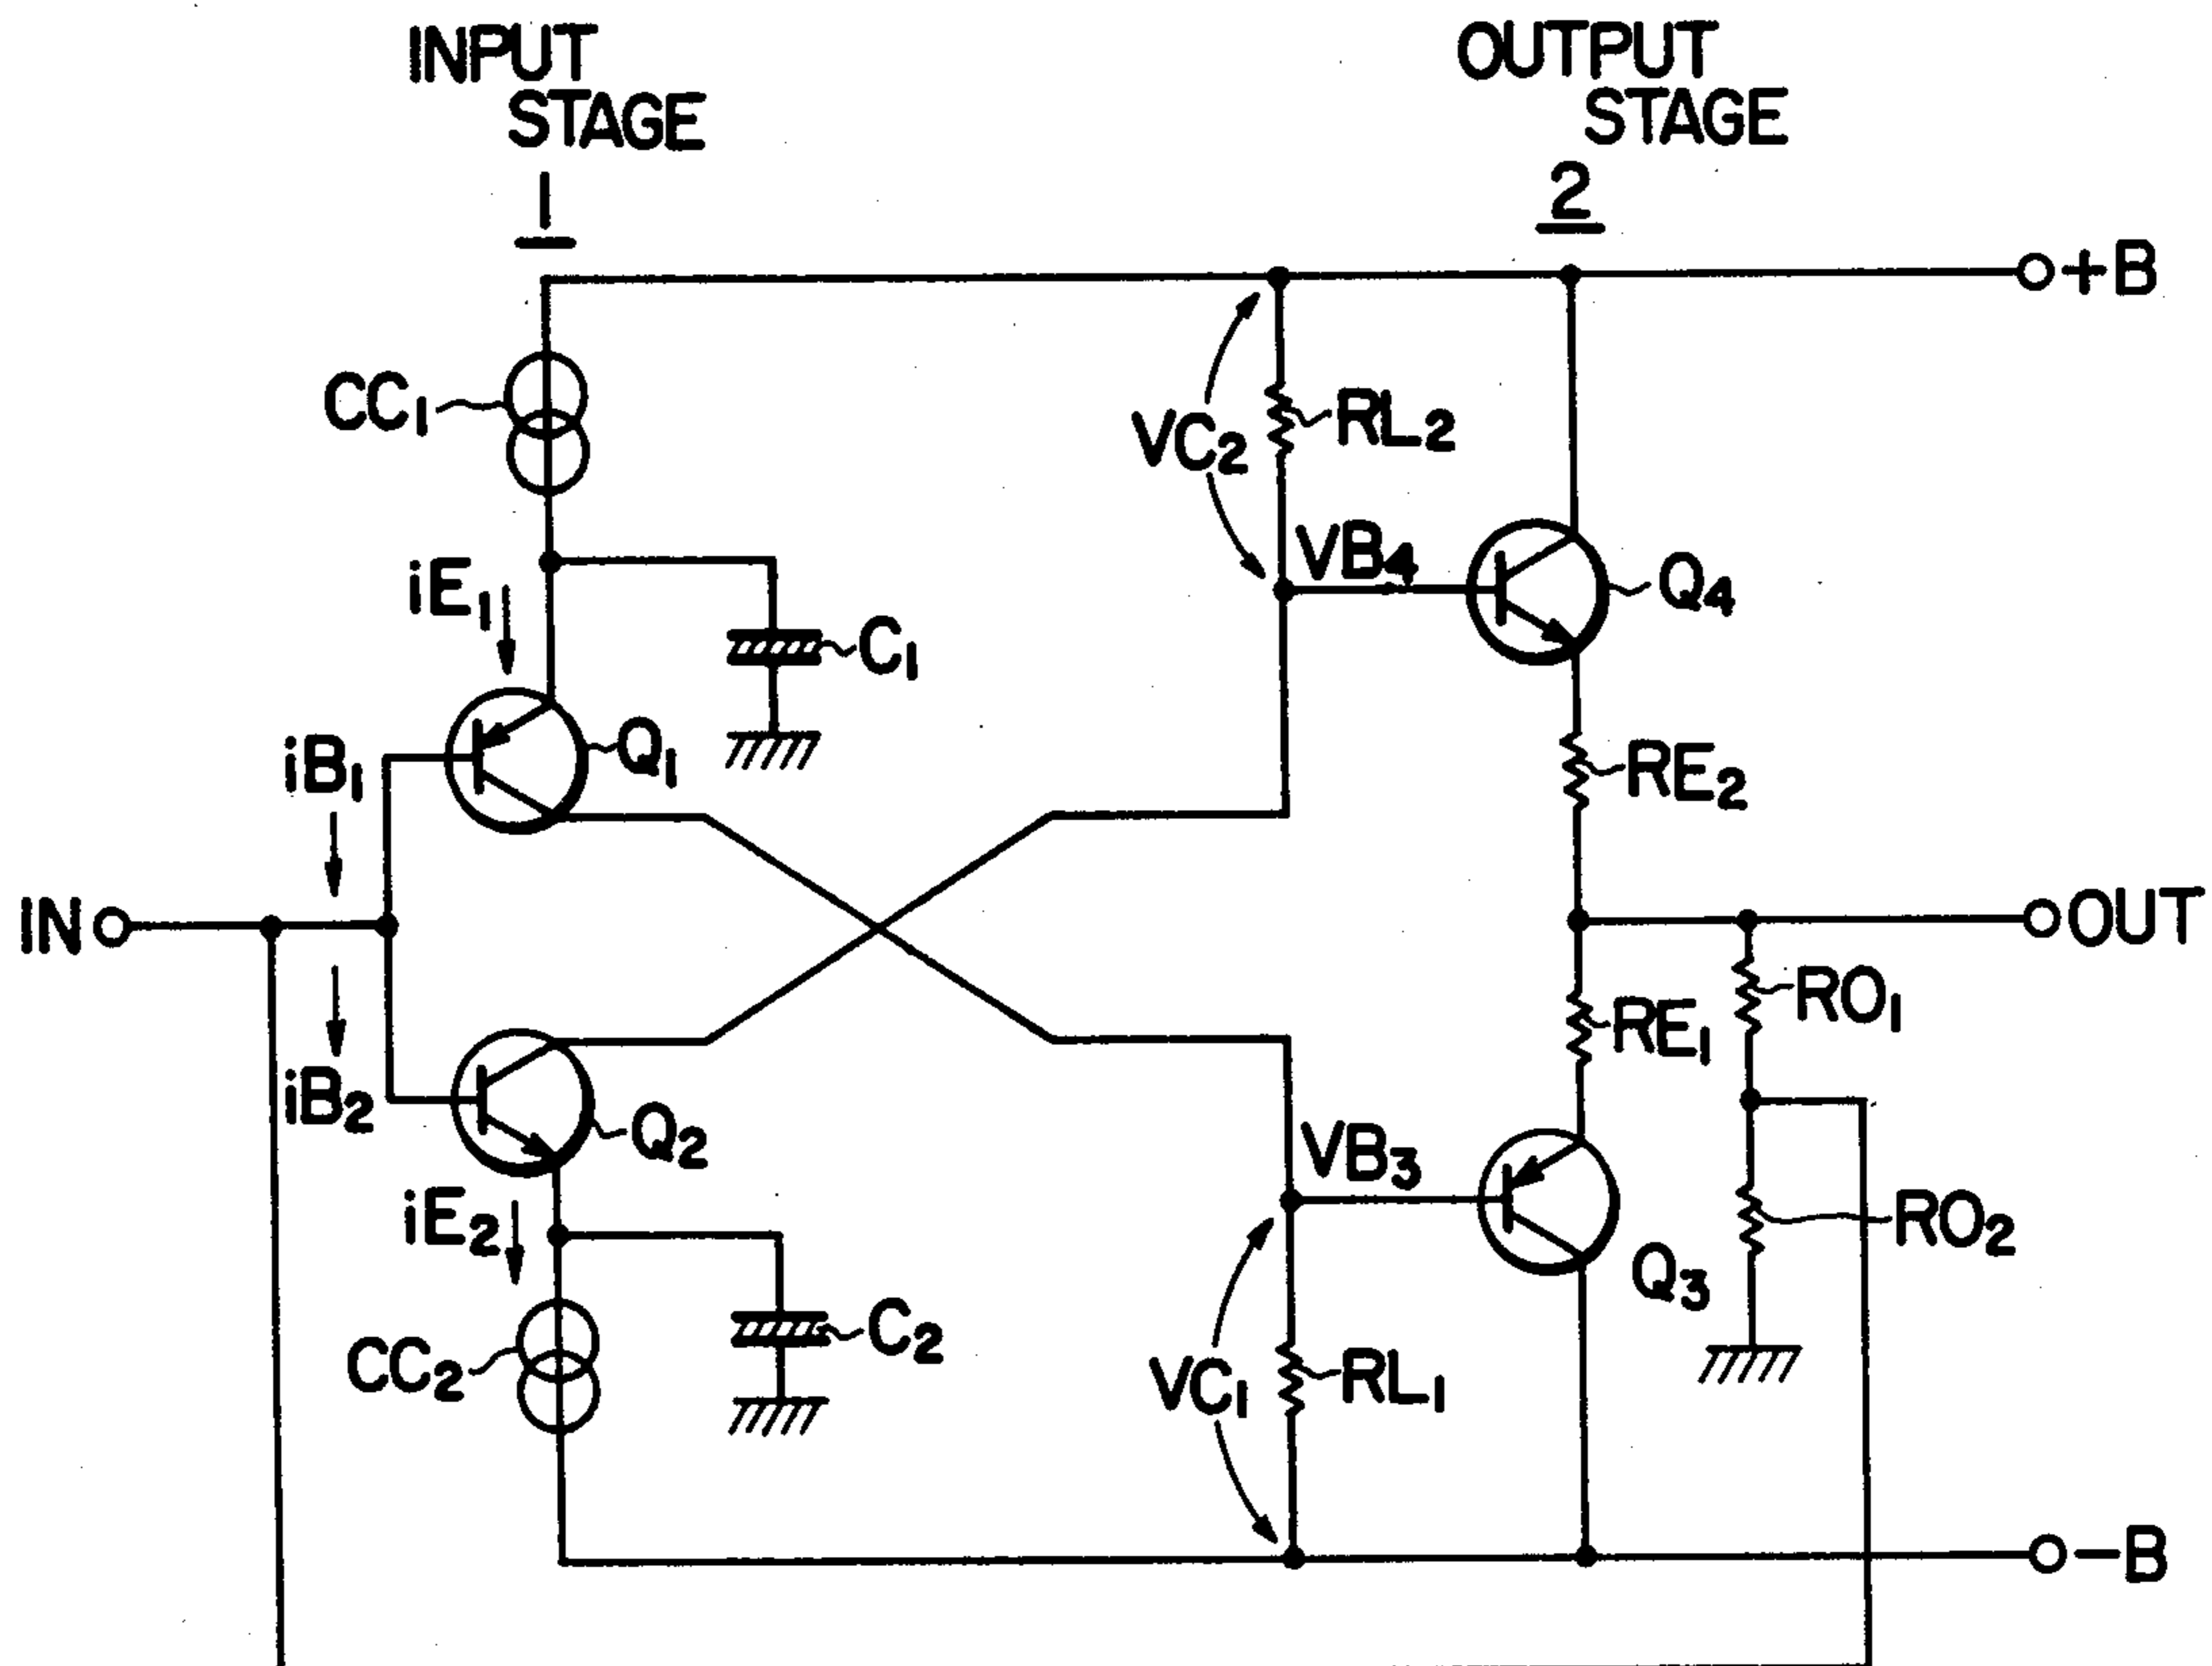 INPUT
STAGE
1
OUTPUT
STAGE
2
+B
CC1
VC2
RL2
iE1
VB4
Q4
C1
iB1
Q1
RE2
IN
OUT
RO1
RE1
iB2
Q2
VB3
iE2
RO2
Q3
C2
CC2
VC1
RL1
−B